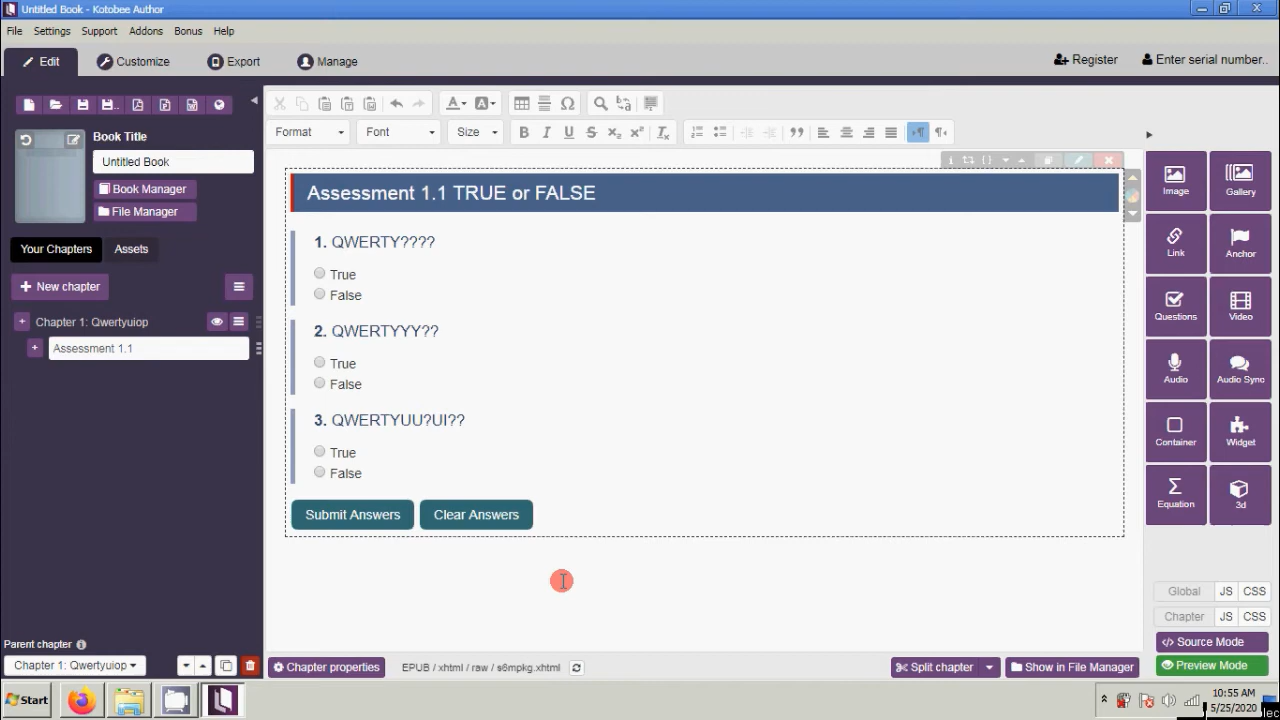 Untitled Book - Kotobee Author
File Settings Support Addons Bonus Help
Edit Customize Export Manage Register Enter serial number..
Book Title
Untitled Book
Book Manager
File Manager
Your Chapters Assets
New chapter
Chapter 1: Qwertyuiop
Assessment 1.1
Parent chapter
Chapter 1: Qwertyuiop
Format Font Size
Assessment 1.1 TRUE or FALSE
1. QWERTY????
True
False
2. QWERTYYY??
True
False
3. QWERTYUU?UI??
True
False
Submit Answers Clear Answers
Chapter properties EPUB / xhtml / raw / s6mpkg.xhtml Split chapter Show in File Manager
Image Gallery
Link Anchor
Questions Video
Audio Audio Sync
Container Widget
Equation 3d
Global JS CSS
Chapter JS CSS
Source Mode
Preview Mode
Start
10:55 AM
5/25/2020